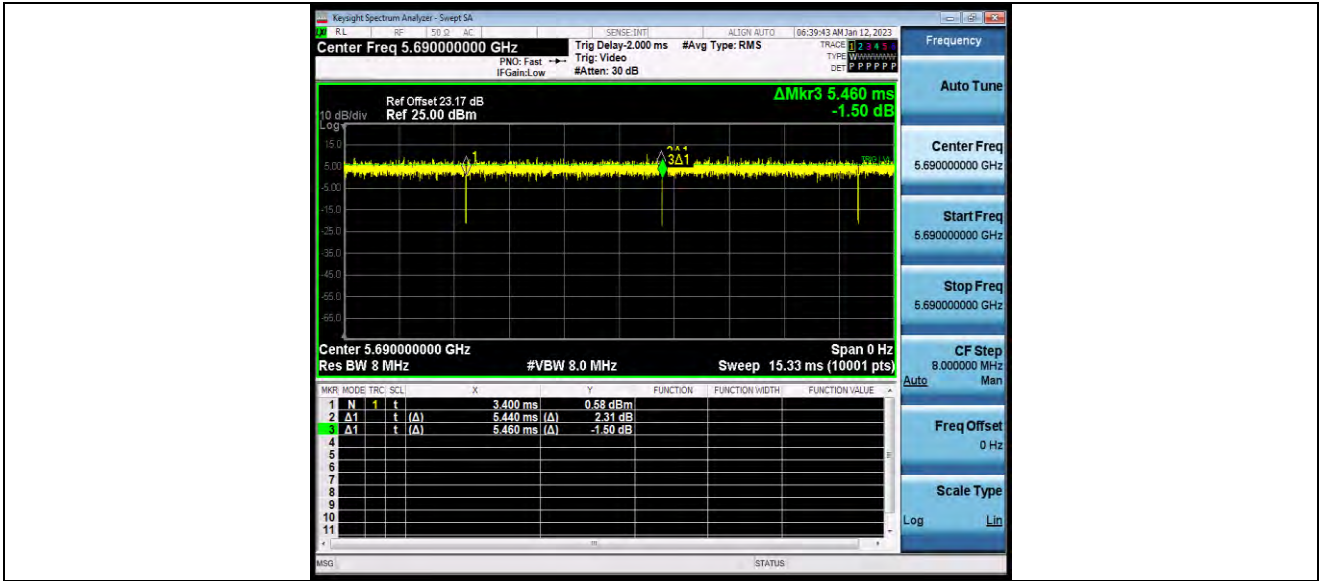 Keysight Spectrum Analyzer - Swept SA
RL RF 50 Ω AC SENSE:INT ALIGN AUTO 06:39:43 AM Jan 12, 2023
Center Freq 5.690000000 GHz
Trig Delay-2.000 ms #Avg Type: RMS
TRACE 1 2 3 4 5 6
PNO: Fast Trig: Video
TYPE WWWWWW
IFGain:Low #Atten: 30 dB
DET P P P P P P
Frequency
Auto Tune
ΔMkr3 5.460 ms
-1.50 dB
Ref Offset 23.17 dB
10 dB/div Ref 25.00 dBm
Log
15.0
5.00
-5.00
-15.0
-25.0
-35.0
-45.0
-55.0
-65.0
1
3Δ1
Center Freq
5.690000000 GHz
Start Freq
5.690000000 GHz
Stop Freq
5.690000000 GHz
Center 5.690000000 GHz Span 0 Hz
Res BW 8 MHz #VBW 8.0 MHz Sweep 15.33 ms (10001 pts)
CF Step
8.000000 MHz
Auto Man
MKR MODE TRC SCL X Y FUNCTION FUNCTION WIDTH FUNCTION VALUE
1 N 1 t 3.400 ms 0.58 dBm
2 Δ1 t (Δ) 5.440 ms (Δ) 2.31 dB
3 Δ1 t (Δ) 5.460 ms (Δ) -1.50 dB
4
5
6
7
8
9
10
11
Freq Offset
0 Hz
Scale Type
Log Lin
MSG STATUS